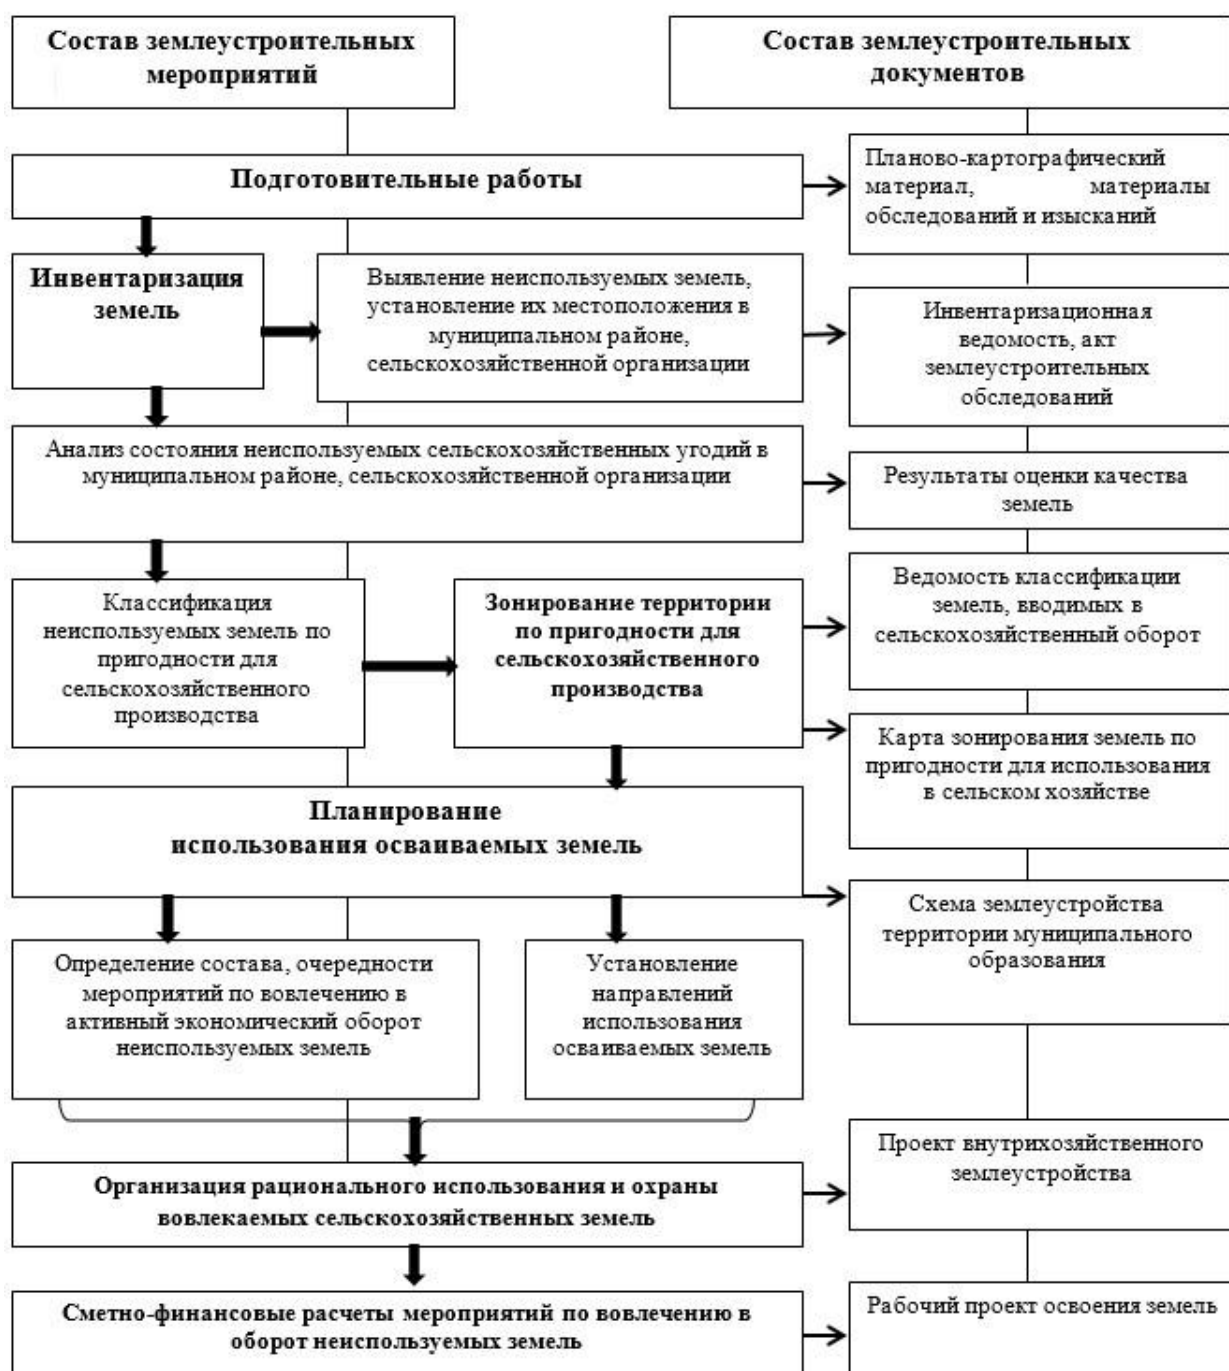 Состав землеустроительных
мероприятий
Состав землеустроительных
документов
Подготовительные работы
Планово-картографический
материал, материалы
обследований и изысканий
Инвентаризация
земель
Выявление неиспользуемых земель,
установление их местоположения в
муниципальном районе,
сельскохозяйственной организации
Инвентаризационная
ведомость, акт
землеустроительных
обследований
Анализ состояния неиспользуемых сельскохозяйственных угодий в
муниципальном районе, сельскохозяйственной организации
Результаты оценки качества
земель
Классификация
неиспользуемых земель по
пригодности для
сельскохозяйственного
производства
Зонирование территории
по пригодности для
сельскохозяйственного
производства
Ведомость классификации
земель, вводимых в
сельскохозяйственный оборот
Карта зонирования земель по
пригодности для использования
в сельском хозяйстве
Планирование
использования осваиваемых земель
Схема землеустройства
территории муниципального
образования
Определение состава, очередности
мероприятий по вовлечению в
активный экономический оборот
неиспользуемых земель
Установление
направлений
использования
осваиваемых земель
Проект внутрихозяйственного
землеустройства
Организация рационального использования и охраны
вовлекаемых сельскохозяйственных земель
Сметно-финансовые расчеты мероприятий по вовлечению в
оборот неиспользуемых земель
Рабочий проект освоения земель